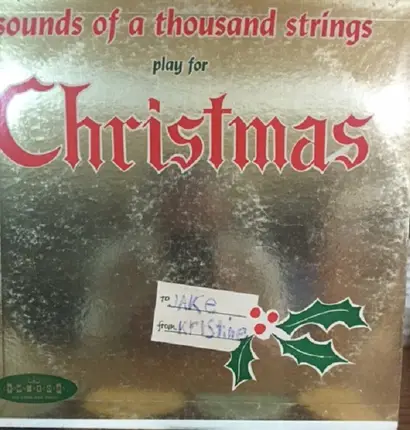 sounds of a thousand strings
play for
Christmas
TO JAKE
from KRISTINE